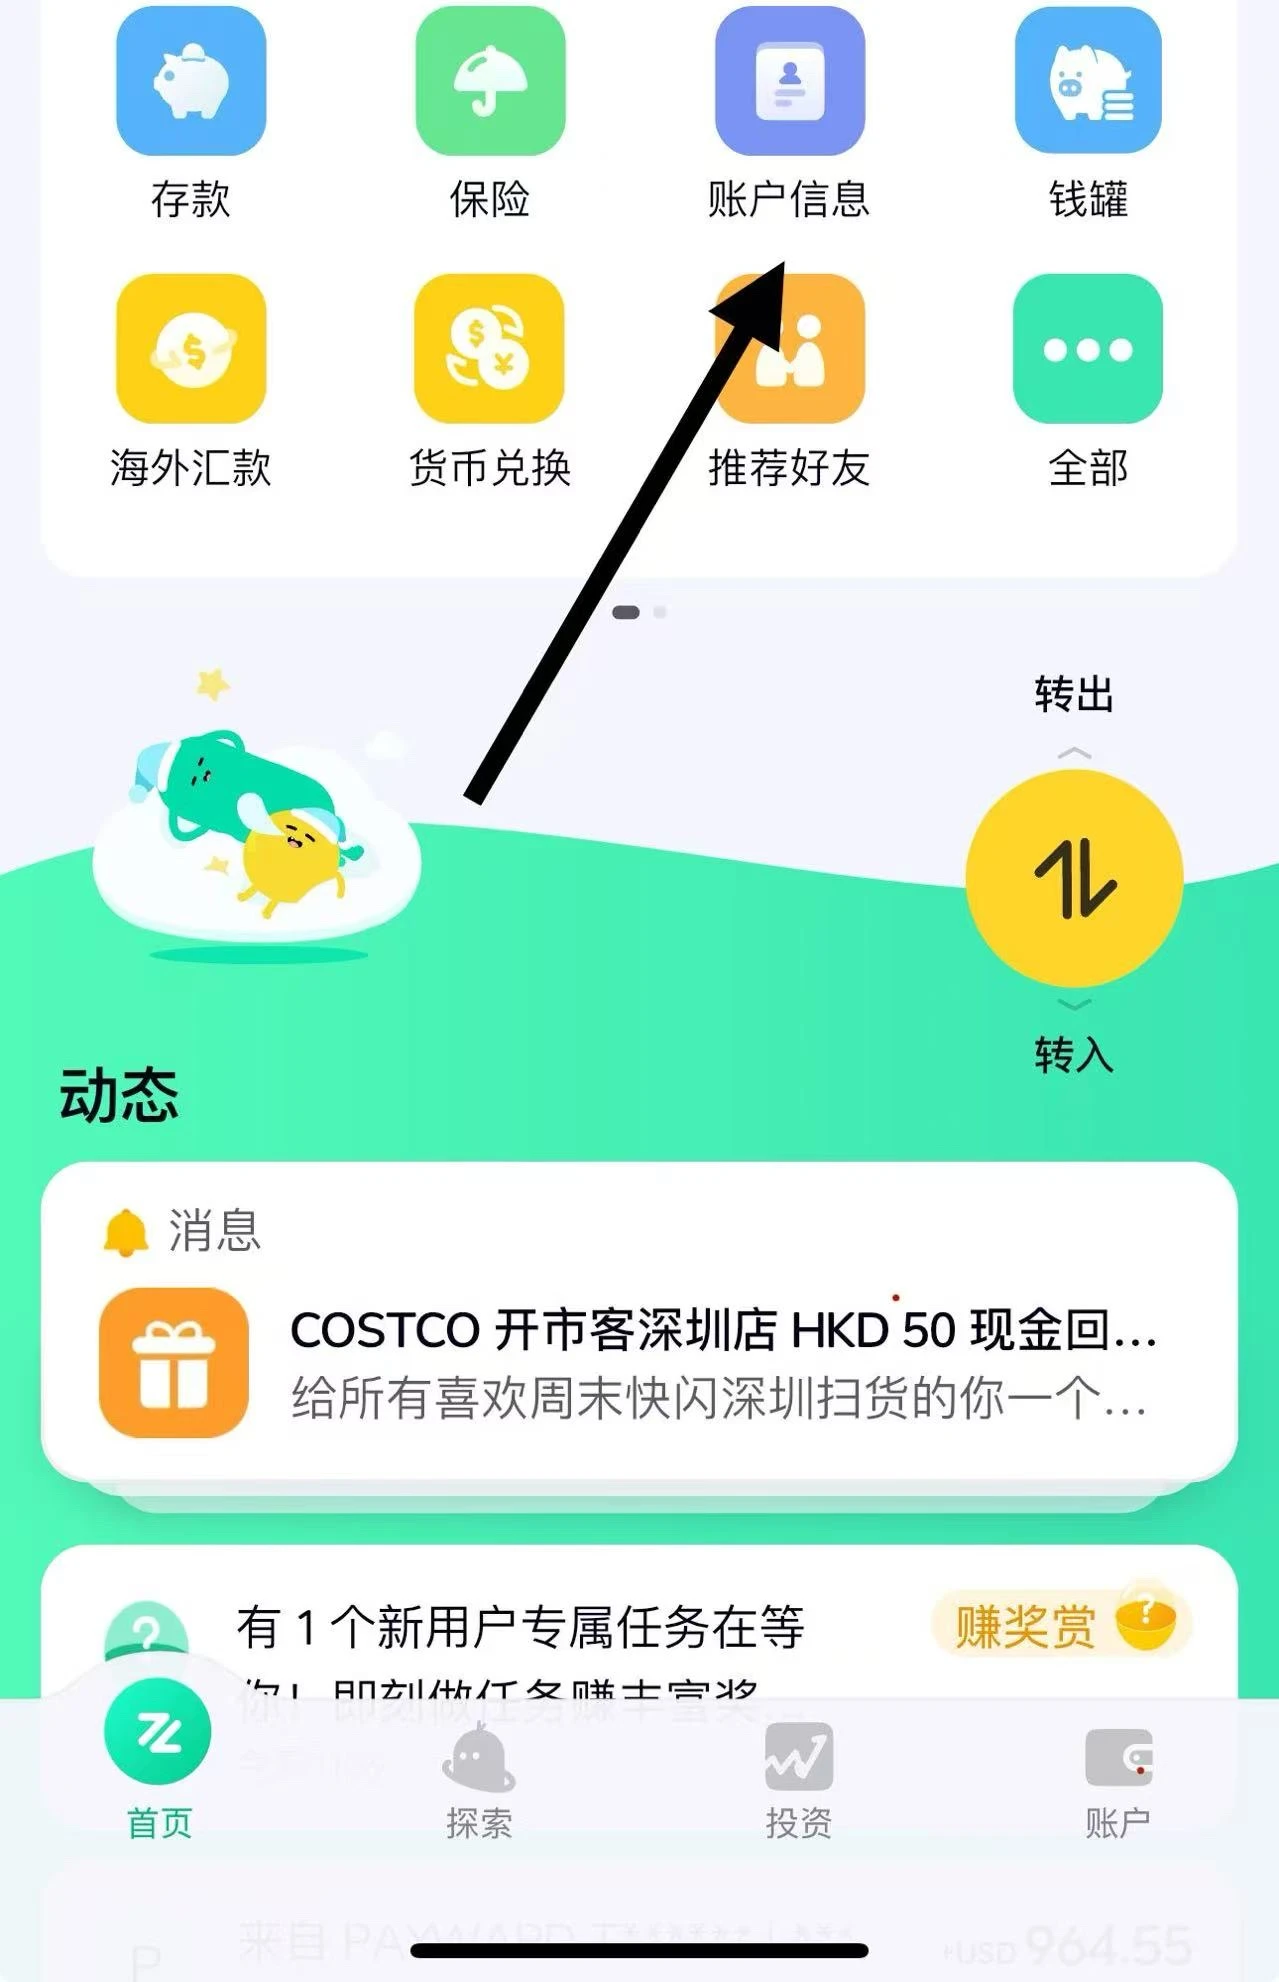 存款
保险
账户信息
钱罐
海外汇款
货币兑换
推荐好友
全部
转出
转入
动态
消息
COSTCO 开市客深圳店 HKD 50 现金回...
给所有喜欢周末快闪深圳扫货的你一个...
有 1 个新用户专属任务在等
你！即刻做任务赚丰富奖...
赚奖赏
首页
探索
投资
账户
来自 PAYWARD
+USD 964.55
P